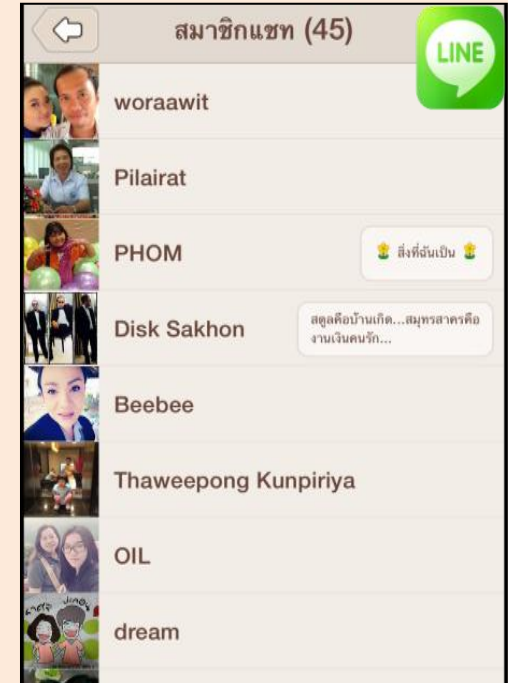 สมาชิกแชท (45)
LINE
woraawit
Pilairat
PHOM
สิ่งที่ฉันเป็น
Disk Sakhon
สตูลคือบ้านเกิด...สมุทรสาครคือ
งานเงินคนรัก...
Beebee
Thaweepong Kunpiriya
OIL
dream